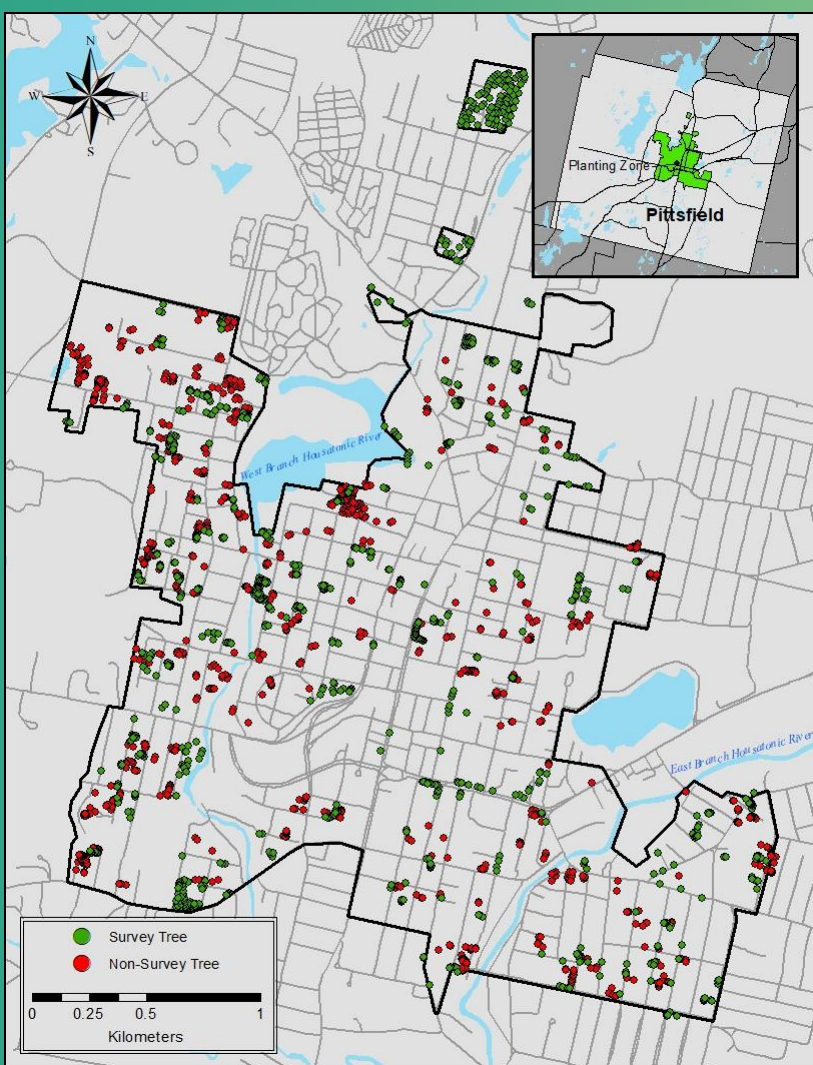 N
W
E
S
Planting Zone
Pittsfield
West Branch Housatonic River
East Branch Housatonic River
Survey Tree
Non-Survey Tree
0 0.25 0.5 1
Kilometers